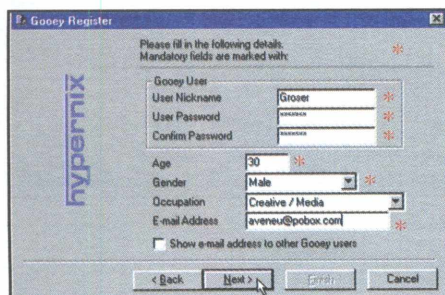 Gooey Register
Please fill in the following details.
Mandatory fields are marked with: *
hypernix
Gooey User
User Nickname Groser *
User Password ******* *
Confirm Password ******* *
Age 30 *
Gender Male *
Occupation Creative / Media
E-mail Address aveneu@pobox.com *
Show e-mail address to other Gooey users
< Back Next > Cancel